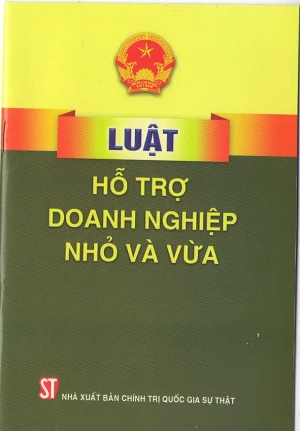 LUẬT
HỖ TRỢ
DOANH NGHIỆP
NHỎ VÀ VỪA
ST NHÀ XUẤT BẢN CHÍNH TRỊ QUỐC GIA SỰ THẬT